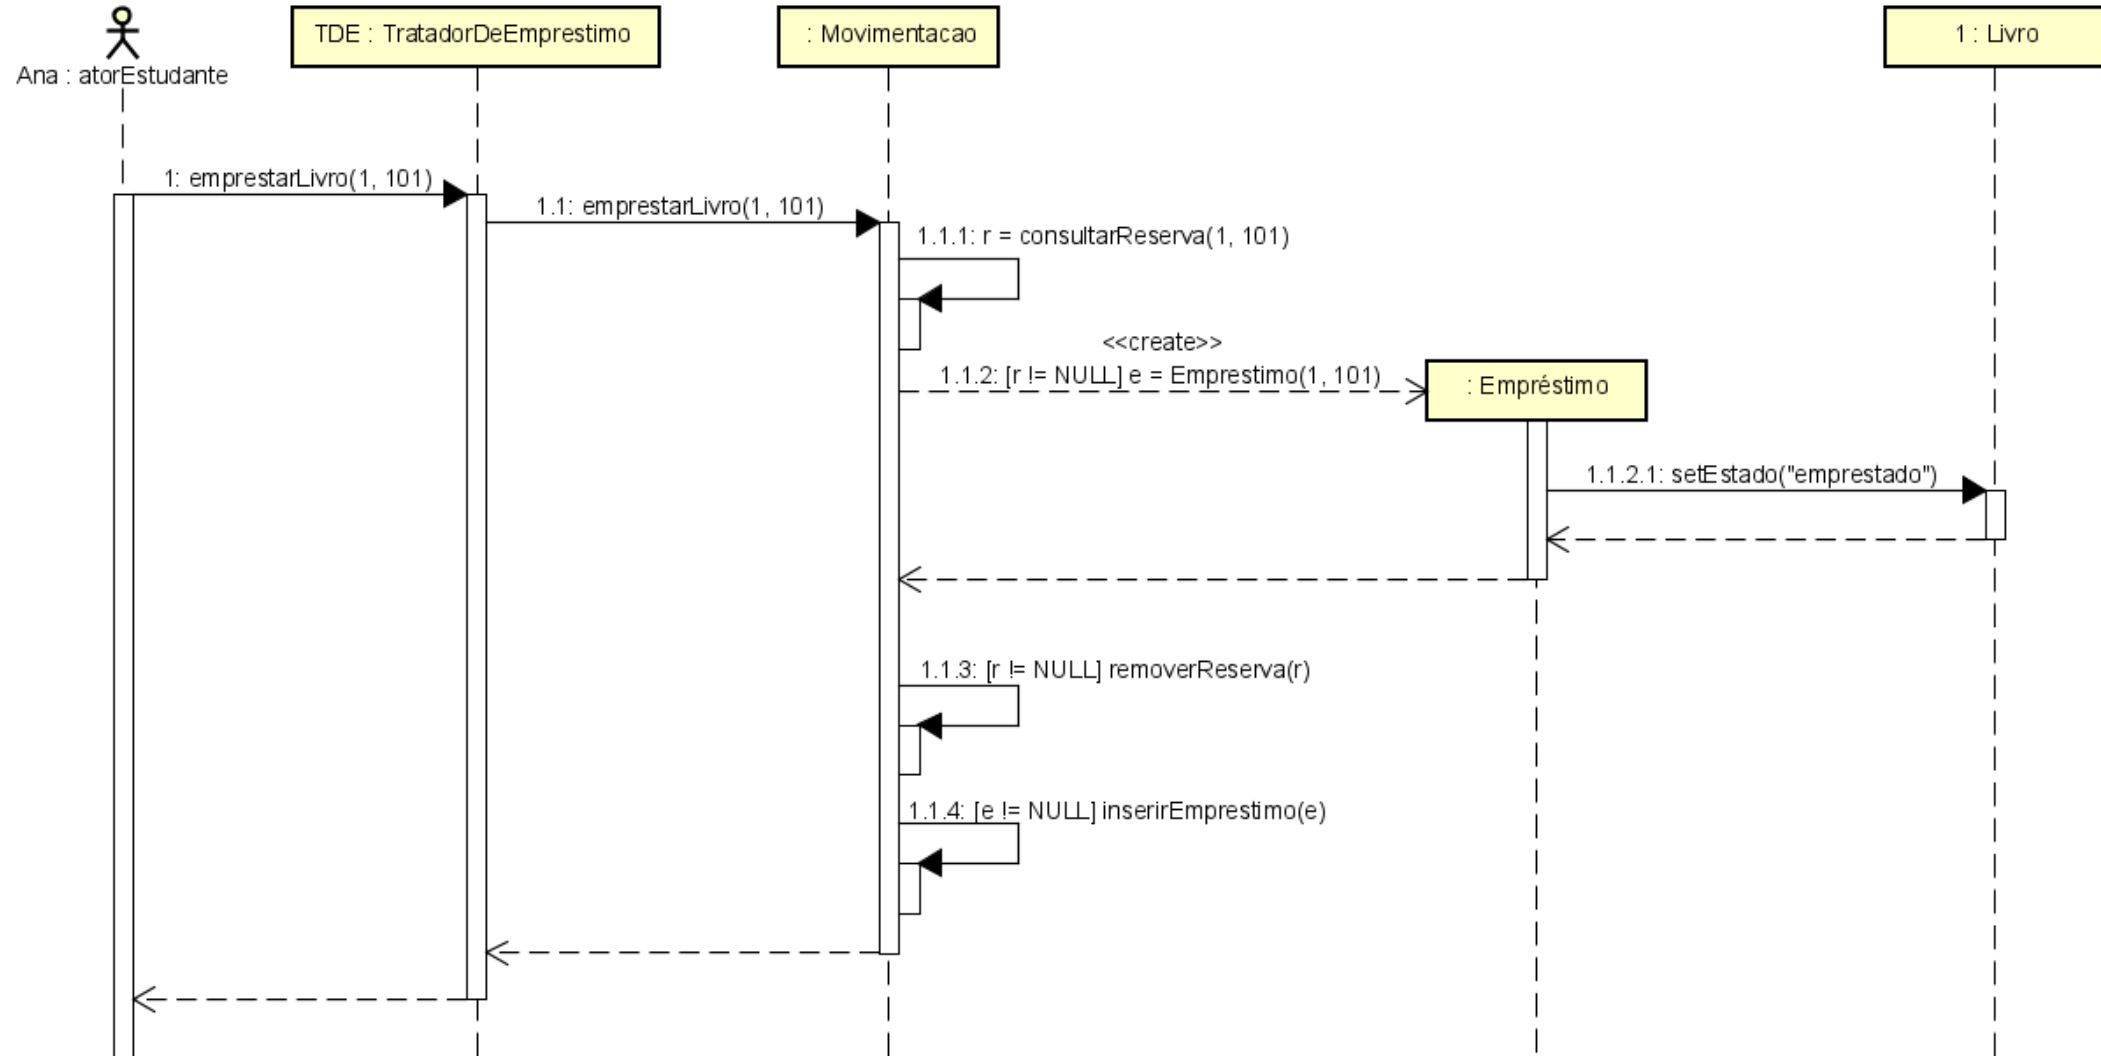 TDE : TratadorDeEmprestimo
: Movimentacao
1 : Livro
Ana : atorEstudante
1: emprestarLivro(1, 101)
1.1: emprestarLivro(1, 101)
1.1.1: r = consultarReserva(1, 101)
<<create>>
1.1.2: [r != NULL] e = Emprestimo(1, 101)
: Empréstimo
1.1.2.1: setEstado("emprestado")
1.1.3: [r != NULL] removerReserva(r)
1.1.4: [e != NULL] inserirEmprestimo(e)